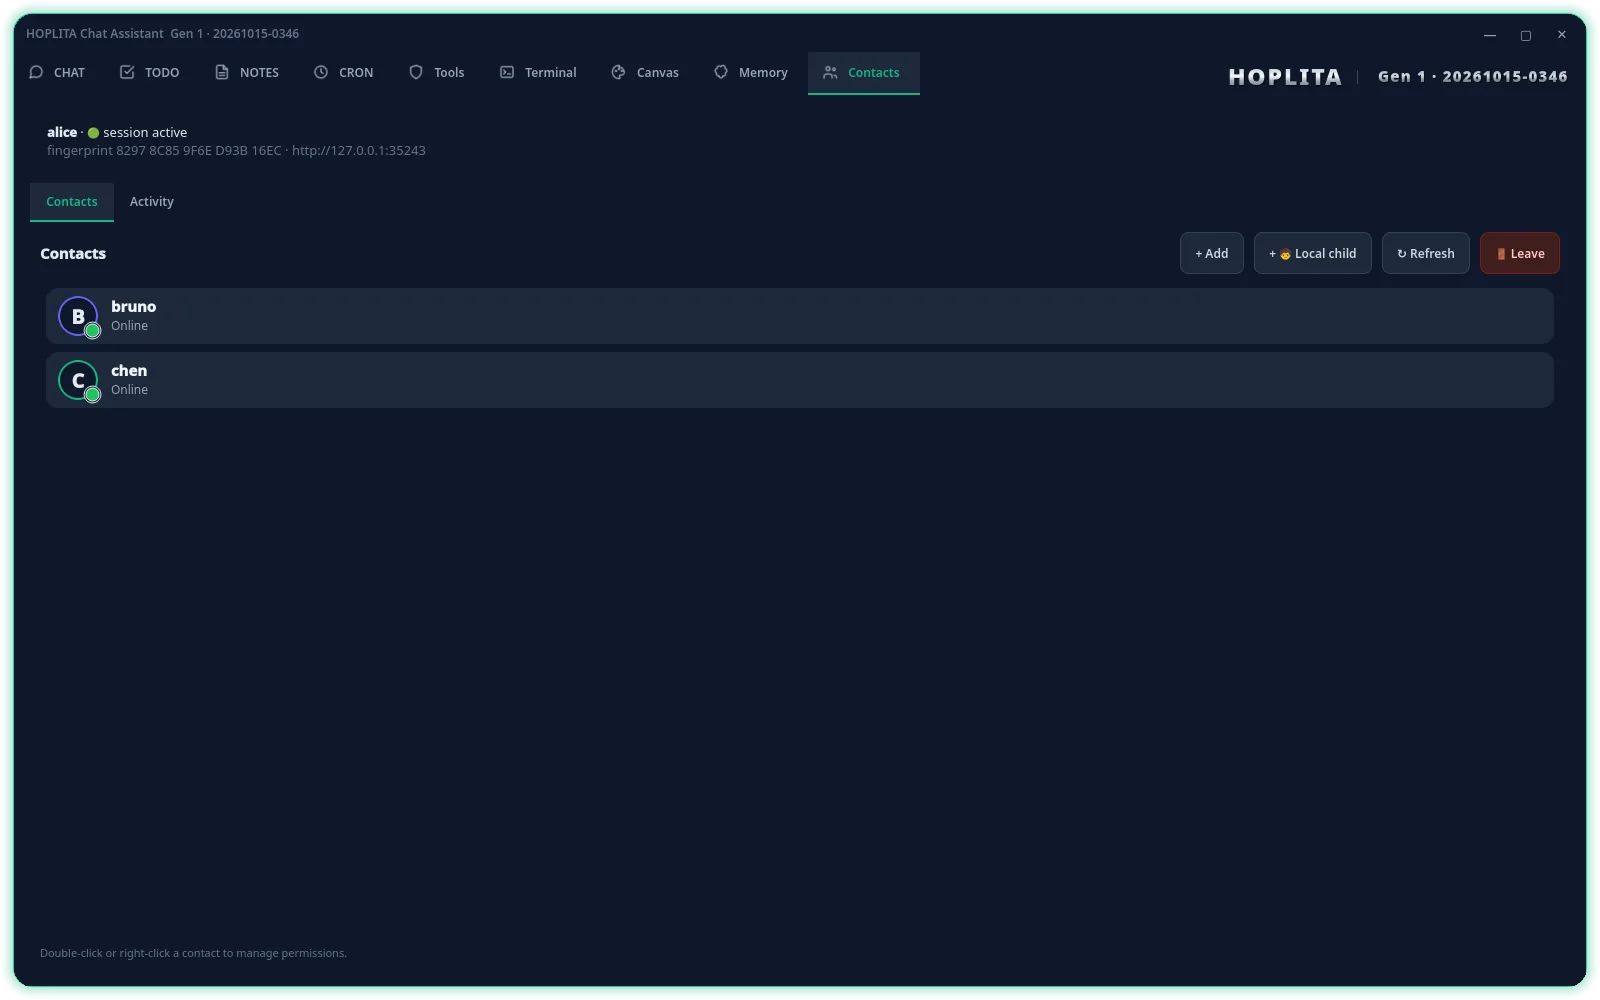 HOPLITA Chat Assistant Gen 1 · 20261015-0346
CHAT TODO NOTES CRON Tools Terminal Canvas Memory Contacts
HOPLITA | Gen 1 · 20261015-0346
alice · session active
fingerprint 8297 8C85 9F6E D93B 16EC · http://127.0.0.1:35243
Contacts Activity
Contacts
+ Add
+ 🧒 Local child
↻ Refresh
🚪 Leave
B
bruno
Online
C
chen
Online
Double-click or right-click a contact to manage permissions.